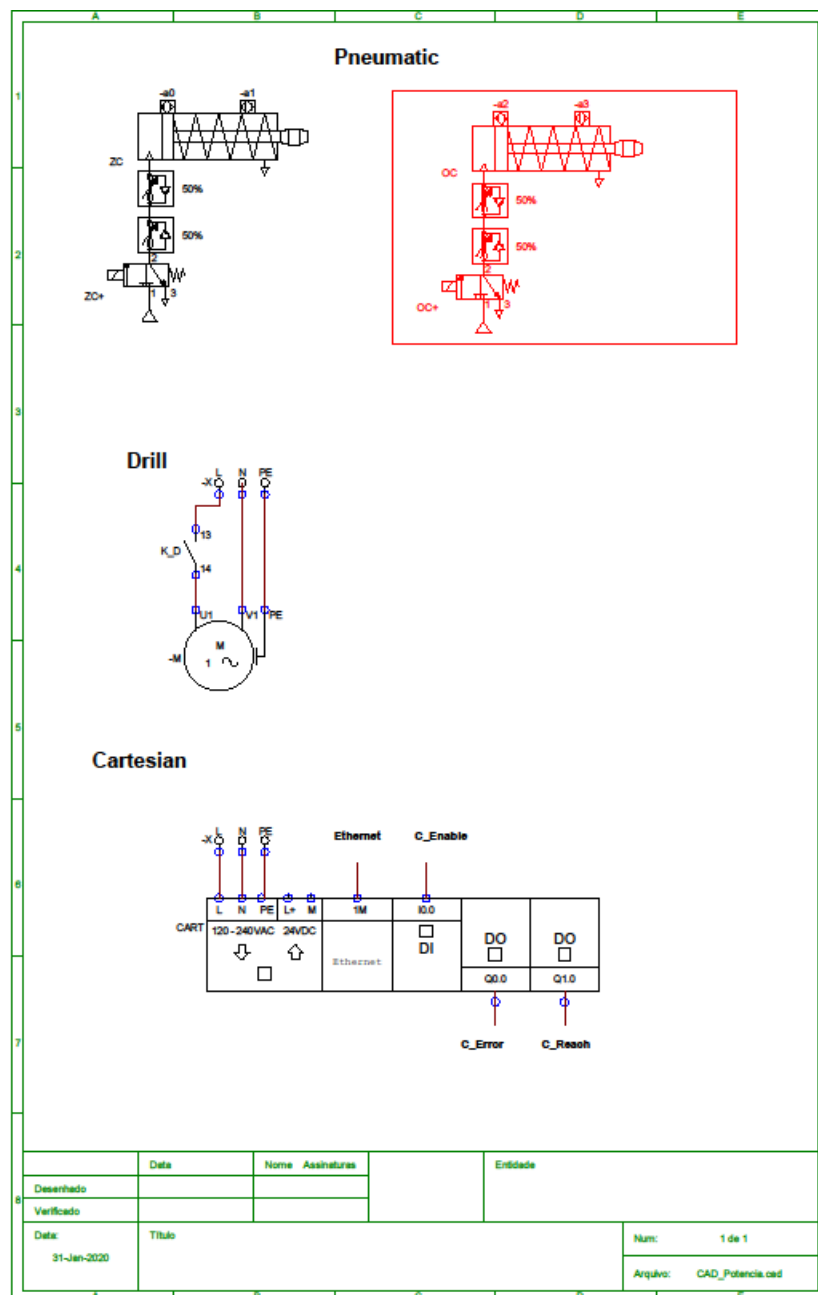 A B C D E
Pneumatic
1
-a0 -a1
-a2 -a3
ZC
OC
50%
50%
50%
50%
2
2
2
ZC+
1 3
OC+
1 3
3
Drill
L N PE
-X
13
K_D
14
4
U1 V1 PE
M
-M
1
5
Cartesian
L N PE
-X
Ethernet C_Enable
6
L N PE L+ M 1M I0.0
CART
120-240VAC 24VDC
DI
DO DO
Ethernet
Q0.0 Q1.0
7
C_Error C_Reach
Data Nome Assinaturas Entidade
Desenhado
8
Verificado
Data: Título
Num: 1 de 1
31-Jan-2020
Arquivo: CAD_Potencia.cad
A B C D E